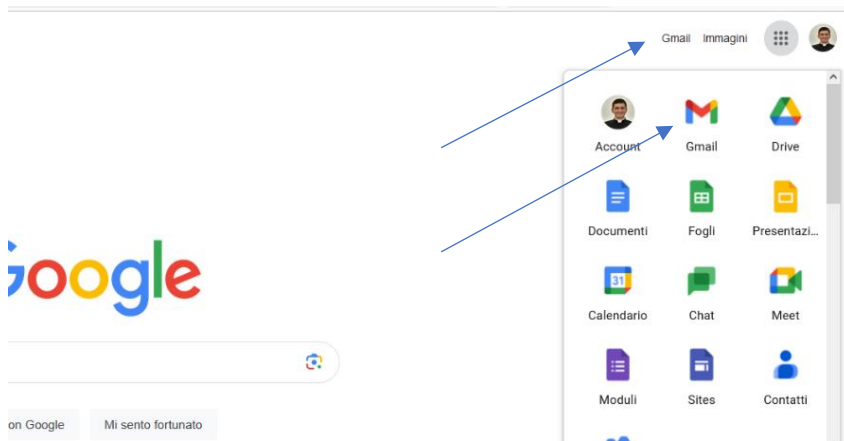 Gmail Immagini
Account Gmail Drive
Documenti Fogli Presentazi...
31
Calendario Chat Meet
Google
Moduli Sites Contatti
on Google Mi sento fortunato